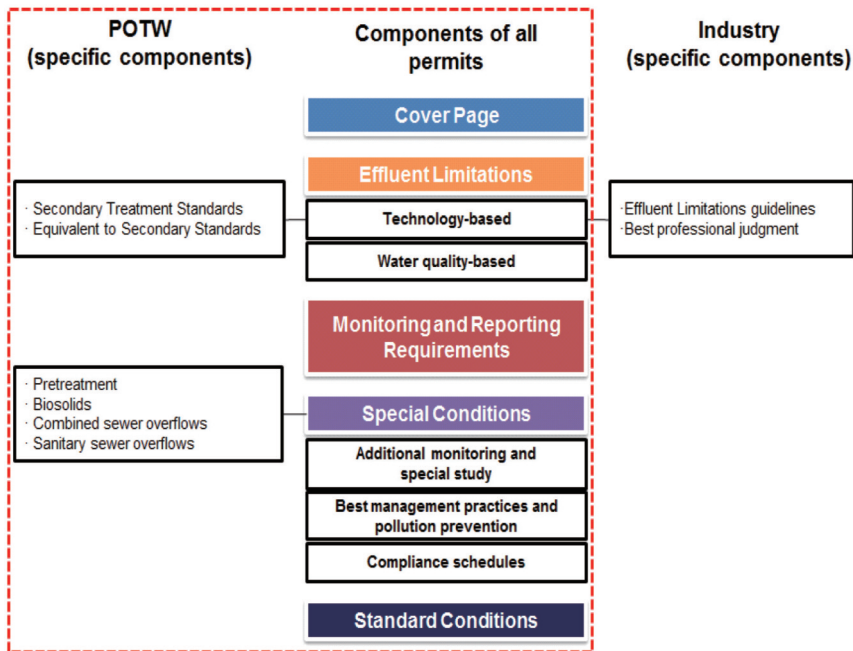 POTW
(specific components)
Components of all
permits
Industry
(specific components)
Cover Page
Effluent Limitations
· Secondary Treatment Standards
· Equivalent to Secondary Standards
Technology-based
Water quality-based
·Effluent Limitations guidelines
·Best professional judgment
Monitoring and Reporting
Requirements
· Pretreatment
· Biosolids
· Combined sewer overflows
· Sanitary sewer overflows
Special Conditions
Additional monitoring and
special study
Best management practices and
pollution prevention
Compliance schedules
Standard Conditions